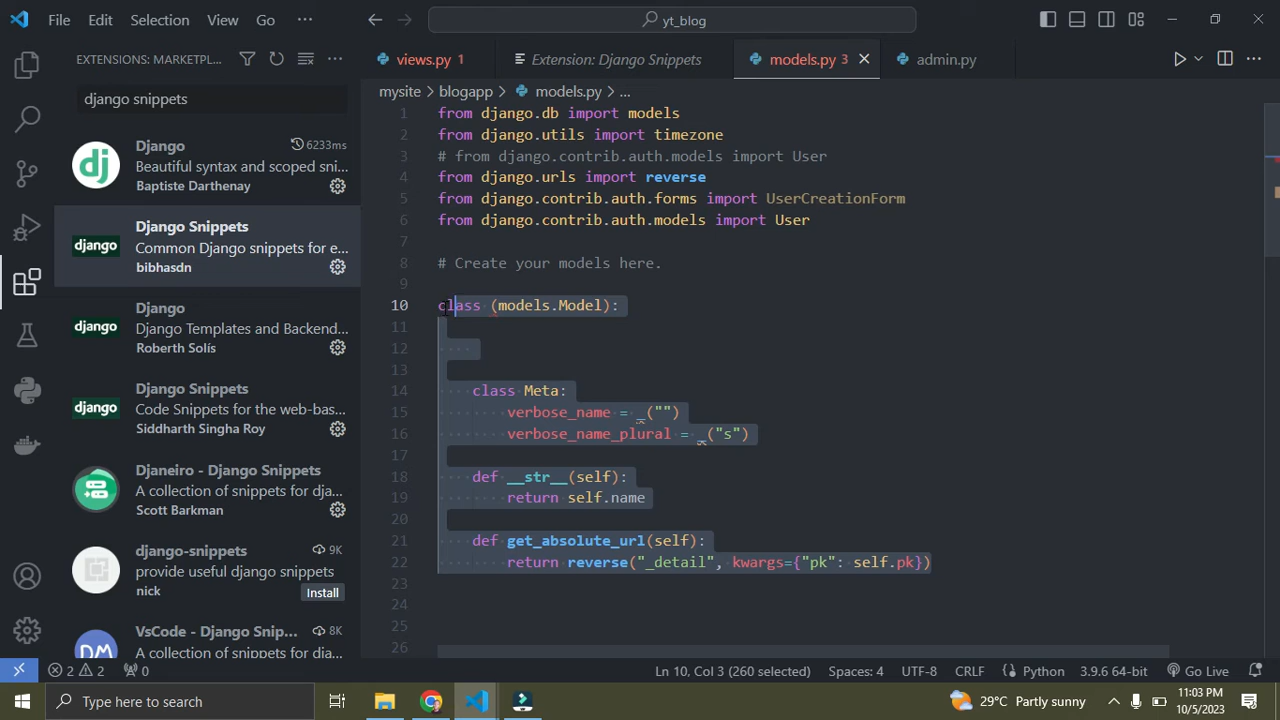 File Edit Selection View Go ···
yt_blog
EXTENSIONS: MARKETPL...
django snippets
Django 6233ms
Beautiful syntax and scoped sni...
Baptiste Darthenay
Django Snippets
Common Django snippets for e...
bibhasdn
Django
Django Templates and Backend...
Roberth Solís
Django Snippets
Code Snippets for the web-bas...
Siddharth Singha Roy
Djaneiro - Django Snippets
A collection of snippets for dja...
Scott Barkman
django-snippets 9K
provide useful django snippets
nick Install
VsCode - Django Snip... 8K
A collection of snippets for dja...
views.py 1 Extension: Django Snippets models.py 3 admin.py
mysite > blogapp > models.py > ...
1 from django.db import models
2 from django.utils import timezone
3 # from django.contrib.auth.models import User
4 from django.urls import reverse
5 from django.contrib.auth.forms import UserCreationForm
6 from django.contrib.auth.models import User
7
8 # Create your models here.
9
10 class (models.Model):
11
12
13
14 class Meta:
15 verbose_name = _("")
16 verbose_name_plural = _("s")
17
18 def __str__(self):
19 return self.name
20
21 def get_absolute_url(self):
22 return reverse("_detail", kwargs={"pk": self.pk})
23
24
25
26
2 2 0 Ln 10, Col 3 (260 selected) Spaces: 4 UTF-8 CRLF Python 3.9.6 64-bit Go Live
Type here to search 29°C Partly sunny 11:03 PM
10/5/2023
django
django
django
django
dj
DM